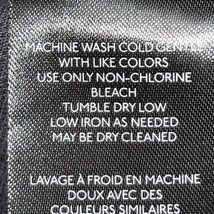 MACHINE WASH COLD GENTLE
WITH LIKE COLORS
USE ONLY NON-CHLORINE
BLEACH
TUMBLE DRY LOW
LOW IRON AS NEEDED
MAY BE DRY CLEANED
LAVAGE À FROID EN MACHINE
DOUX AVEC DES
COULEURS SIMILAIRES